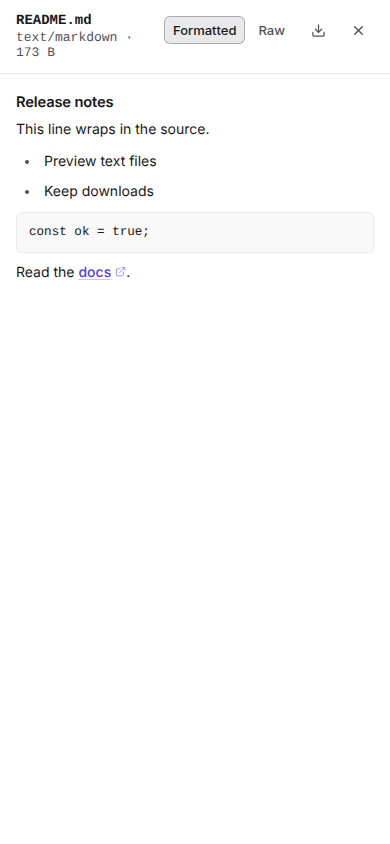 README.md
text/markdown ·
173 B
Formatted
Raw
Release notes
This line wraps in the source.
• Preview text files
• Keep downloads
const ok = true;
Read the docs.